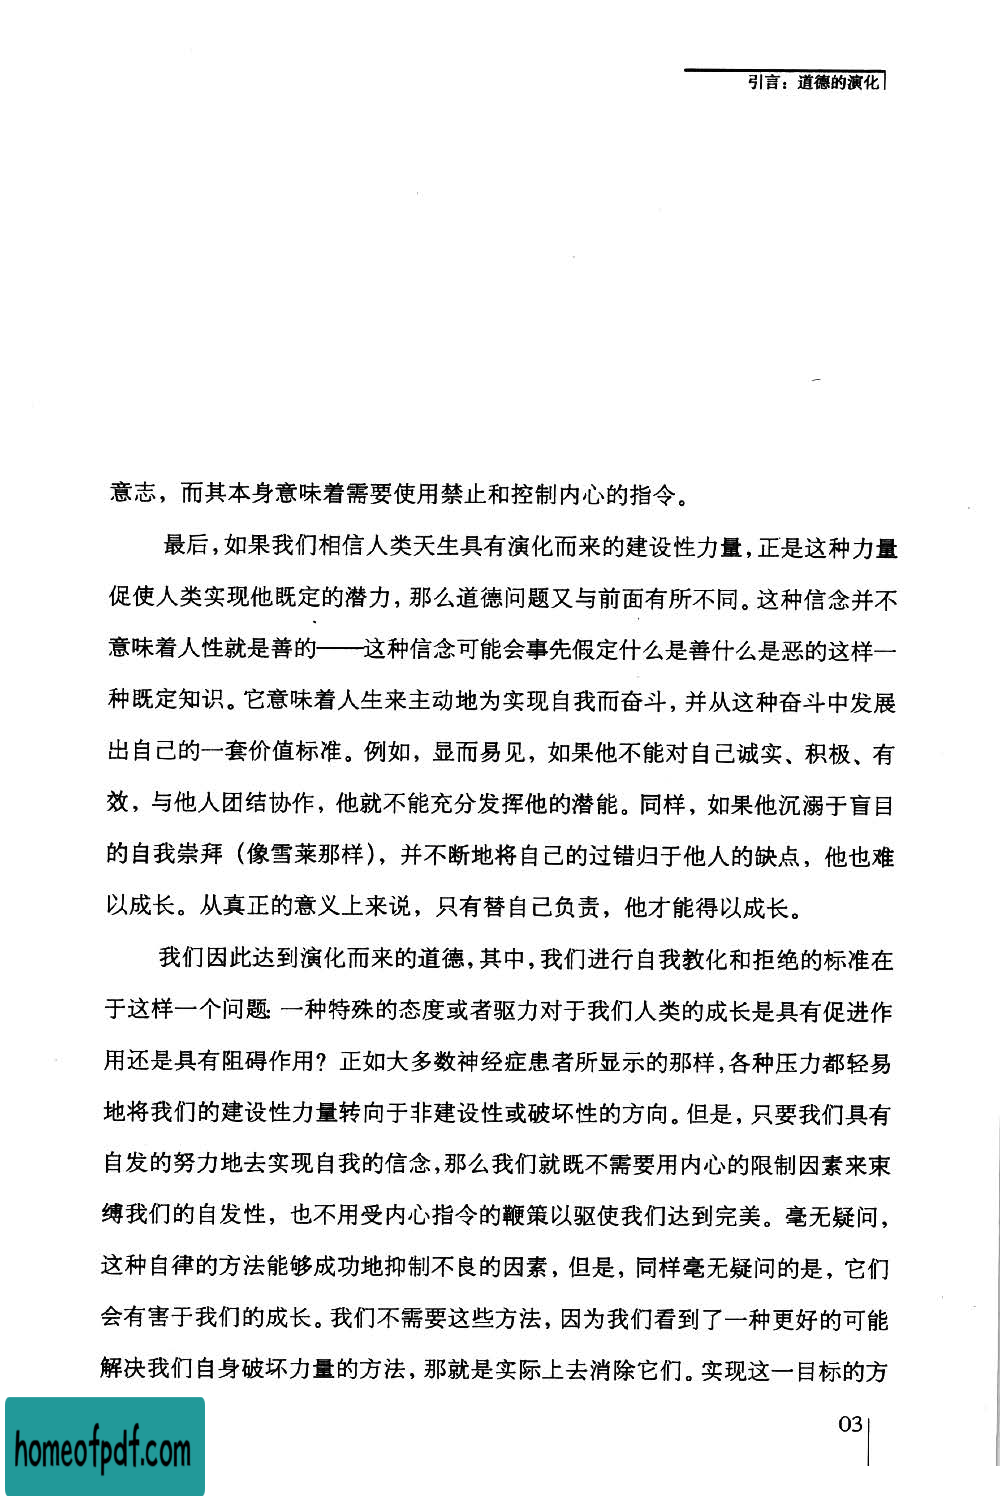 引言：道德的演化
意志，而其本身意味着需要使用禁止和控制内心的指令。
最后，如果我们相信人类天生具有演化而来的建设性力量，正是这种力量
促使人类实现他既定的潜力，那么道德问题又与前面有所不同。这种信念并不
意味着人性就是善的——这种信念可能会事先假定什么是善什么是恶的这样一
种既定知识。它意味着人生来主动地为实现自我而奋斗，并从这种奋斗中发展
出自己的一套价值标准。例如，显而易见，如果他不能对自己诚实、积极、有
效，与他人团结协作，他就不能充分发挥他的潜能。同样，如果他沉溺于盲目
的自我崇拜（像雪莱那样），并不断地将自己的过错归于他人的缺点，他也难
以成长。从真正的意义上来说，只有替自己负责，他才能得以成长。
我们因此达到演化而来的道德，其中，我们进行自我教化和拒绝的标准在
于这样一个问题：一种特殊的态度或者驱力对于我们人类的成长是具有促进作
用还是具有阻碍作用？正如大多数神经症患者所显示的那样，各种压力都轻易
地将我们的建设性力量转向于非建设性或破坏性的方向。但是，只要我们具有
自发的努力地去实现自我的信念，那么我们就既不需要用内心的限制因素来束
缚我们的自发性，也不用受内心指令的鞭策以驱使我们达到完美。毫无疑问，
这种自律的方法能够成功地抑制不良的因素，但是，同样毫无疑问的是，它们
会有害于我们的成长。我们不需要这些方法，因为我们看到了一种更好的可能
解决我们自身破坏力量的方法，那就是实际上去消除它们。实现这一目标的方
03
homeofpdf.com